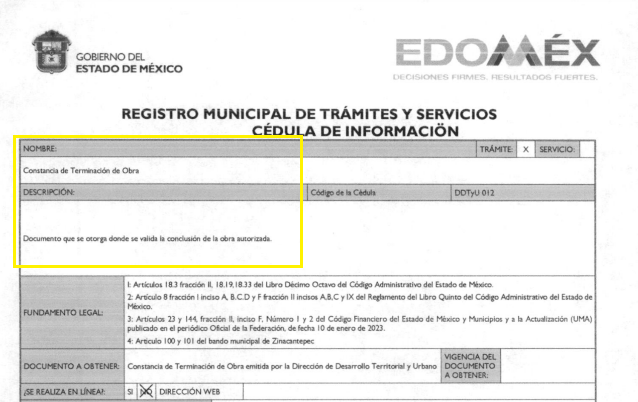 GOBIERNO DEL
ESTADO DE MÉXICO
EDOMÉX
DECISIONES FIRMES. RESULTADOS FUERTES.
REGISTRO MUNICIPAL DE TRÁMITES Y SERVICIOS
CÉDULA DE INFORMACIÖN
NOMBRE: TRÁMITE: X SERVICIO:
Constancia de Terminación de Obra
DESCRIPCIÓN: Código de la Cédula DDTyU 012
Documento que se otorga donde se valida la conclusión de la obra autorizada.
FUNDAMENTO LEGAL:
1: Artículos 18.3 fracción II, 18.19,18.33 del Libro Décimo Octavo del Código Administrativo del Estado de México.
2: Artículo 8 fracción I inciso A, B.C.D y F fracción II incisos A,B,C y IX del Reglamento del Libro Quinto del Código Administrativo del Estado de
México.
3: Artículos 23 y 144, fracción: II, inciso F, Número 1 y 2 del Código Financiero del Estado de México y Municipios y a la Actualización (UMA)
publicado en el periódico Oficial de la Federación, de fecha 10 de enero de 2023.
4: Artículo 100 y 101 del bando municipal de Zinacantepec
DOCUMENTO A OBTENER: Constancia de Terminación de Obra emitida por la Dirección de Desarrollo Territorial y Urbano
VIGENCIA DEL
DOCUMENTO
A OBTENER:
¿SE REALIZA EN LÍNEA?: SI NO DIRECCIÓN WEB